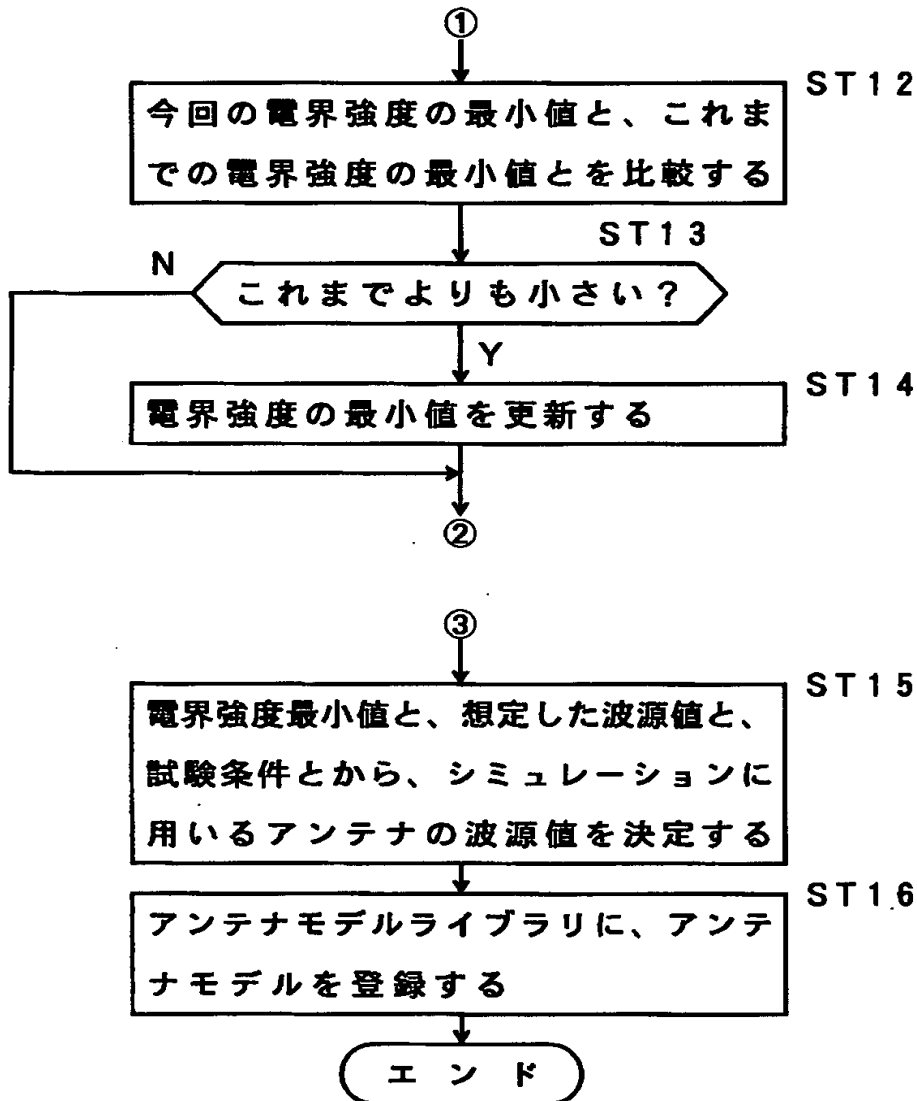 ①
ST12
今回の電界強度の最小値と、これま
での電界強度の最小値とを比較する
ST13
N
これまでよりも小さい？
Y
ST14
電界強度の最小値を更新する
②
③
ST15
電界強度最小値と、想定した波源値と、
試験条件とから、シミュレーションに
用いるアンテナの波源値を決定する
ST16
アンテナモデルライブラリに、アンテ
ナモデルを登録する
エンド